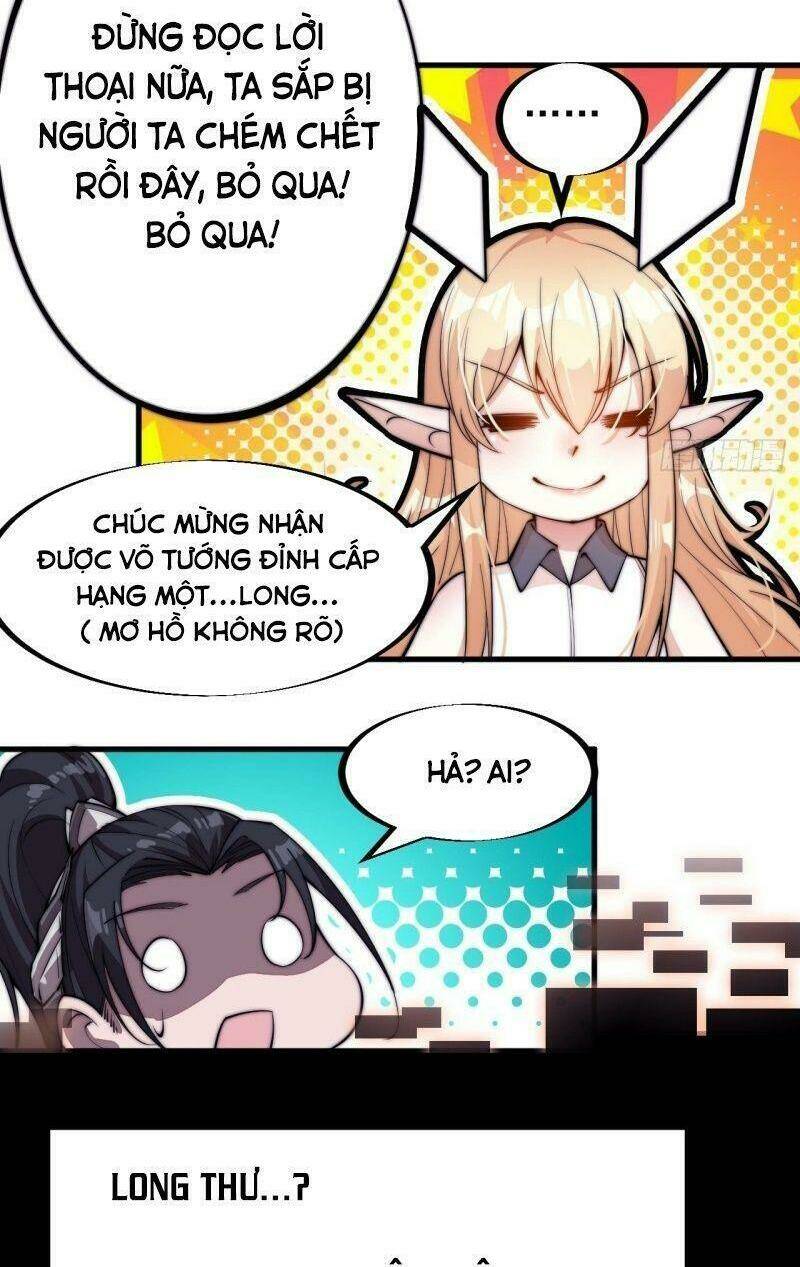 ĐỪNG ĐỌC LỜI
THOẠI NỮA, TA SẮP BỊ
NGƯỜI TA CHÉM CHẾT
RỒI ĐÂY, BỎ QUA!
BỎ QUA!
......
CHÚC MỪNG NHẬN
ĐƯỢC VÕ TƯỚNG ĐỈNH CẤP
HẠNG MỘT...LONG...
( MƠ HỒ KHÔNG RÕ)
HẢ? AI?
LONG THƯ...?